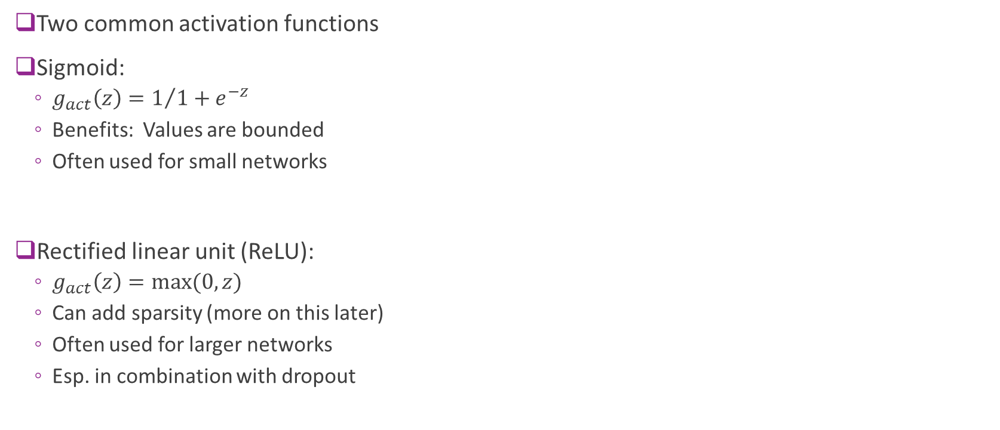 ❑Two common activation functions
❑Sigmoid:
◦ $g_{act}(z) = 1/1 + e^{-z}$
◦ Benefits:  Values are bounded
◦ Often used for small networks
❑Rectified linear unit (ReLU):
◦ $g_{act}(z) = \max(0, z)$
◦ Can add sparsity (more on this later)
◦ Often used for larger networks
◦ Esp. in combination with dropout